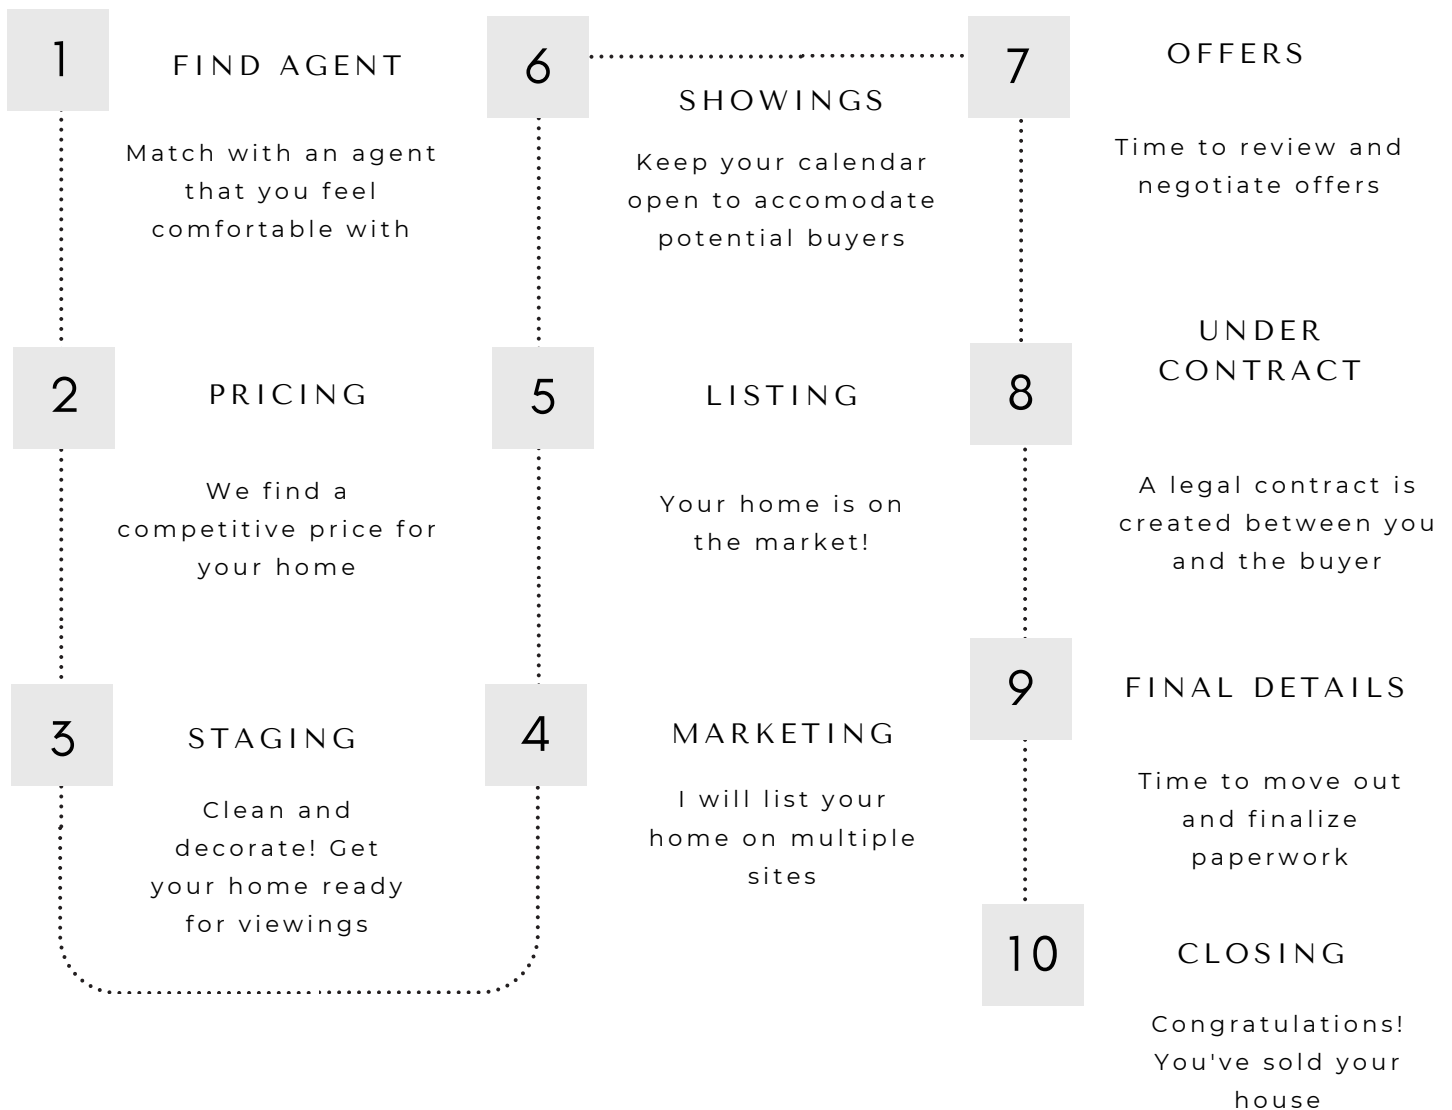 1
FIND AGENT
Match with an agent
that you feel
comfortable with
2
PRICING
We find a
competitive price for
your home
3
STAGING
Clean and
decorate! Get
your home ready
for viewings
4
MARKETING
I will list your
home on multiple
sites
5
LISTING
Your home is on
the market!
6
SHOWINGS
Keep your calendar
open to accomodate
potential buyers
7
OFFERS
Time to review and
negotiate offers
8
UNDER
CONTRACT
A legal contract is
created between you
and the buyer
9
FINAL DETAILS
Time to move out
and finalize
paperwork
10
CLOSING
Congratulations!
You've sold your
house